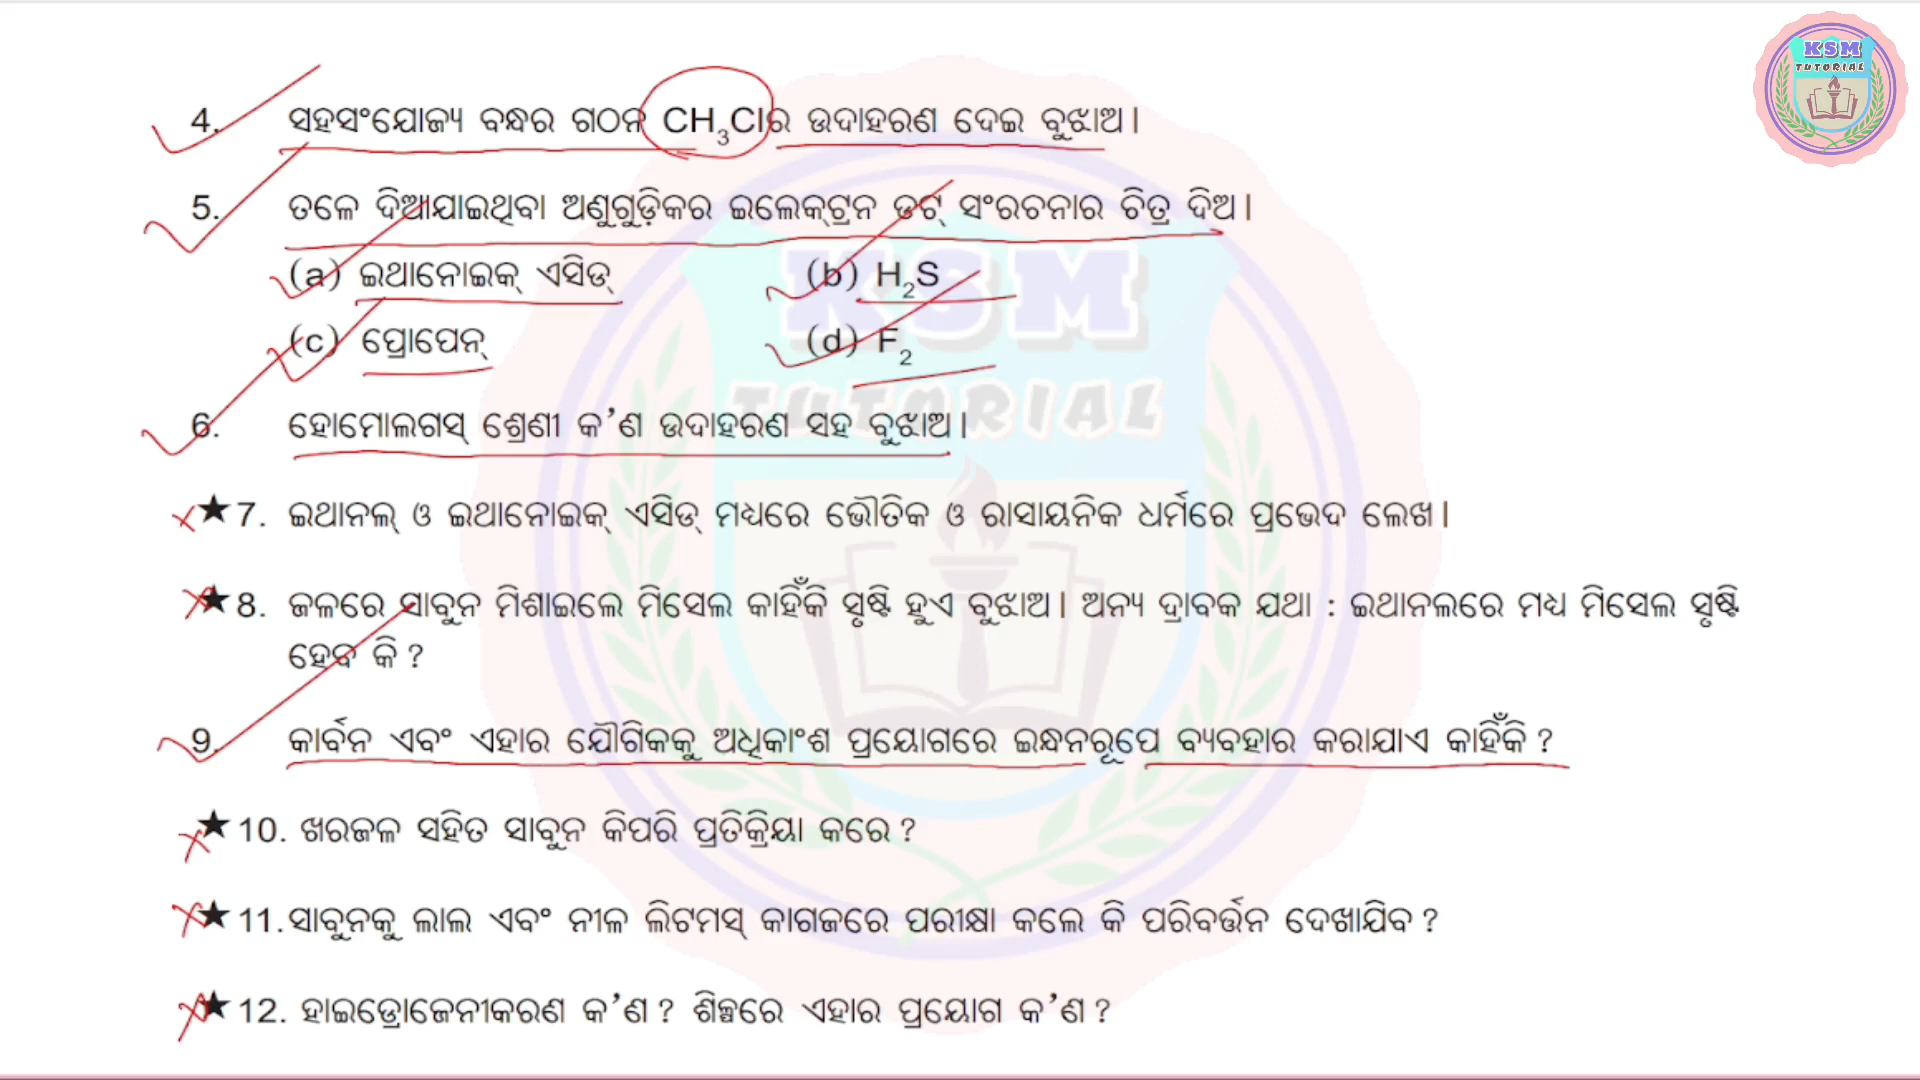 KSM
TUTORIAL
4. ସହସଂଯୋଜ୍ୟ ବନ୍ଧର ଗଠନ CH₃Clର ଉଦାହରଣ ଦେଇ ବୁଝାଅ।
5. ତଳେ ଦିଆଯାଇଥିବା ଅଣୁଗୁଡ଼ିକର ଇଲେକ୍‌ଟ୍ରନ ଡଟ୍ ସଂରଚନାର ଚିତ୍ର ଦିଅ।
(a) ଇଥାନୋଇକ୍ ଏସିଡ୍ (b) H₂S
(c) ପ୍ରୋପେନ୍ (d) F₂
6. ହୋମୋଲଗସ୍ ଶ୍ରେଣୀ କ’ଣ ଉଦାହରଣ ସହ ବୁଝାଅ।
★7. ଇଥାନଲ୍ ଓ ଇଥାନୋଇକ୍ ଏସିଡ୍ ମଧ୍ୟରେ ଭୌତିକ ଓ ରାସାୟନିକ ଧର୍ମରେ ପ୍ରଭେଦ ଲେଖ।
★8. ଜଳରେ ସାବୁନ ମିଶାଇଲେ ମିସେଲ କାହିଁକି ସୃଷ୍ଟି ହୁଏ ବୁଝାଅ। ଅନ୍ୟ ଦ୍ରାବକ ଯଥା : ଇଥାନଲରେ ମଧ୍ୟ ମିସେଲ ସୃଷ୍ଟି
ହେବ କି ?
9. କାର୍ବନ ଏବଂ ଏହାର ଯୌଗିକକୁ ଅଧିକାଂଶ ପ୍ରୟୋଗରେ ଇନ୍ଧନରୂପେ ବ୍ୟବହାର କରାଯାଏ କାହିଁକି ?
★10. ଖରଜଳ ସହିତ ସାବୁନ କିପରି ପ୍ରତିକ୍ରିୟା କରେ ?
★11. ସାବୁନକୁ ଲାଲ ଏବଂ ନୀଳ ଲିଟମସ୍ କାଗଜରେ ପରୀକ୍ଷା କଲେ କି ପରିବର୍ତ୍ତନ ଦେଖାଯିବ ?
★12. ହାଇଡ୍ରୋଜେନୀକରଣ କ’ଣ ? ଶିଳ୍ପରେ ଏହାର ପ୍ରୟୋଗ କ’ଣ ?
KSM
TUTORIAL